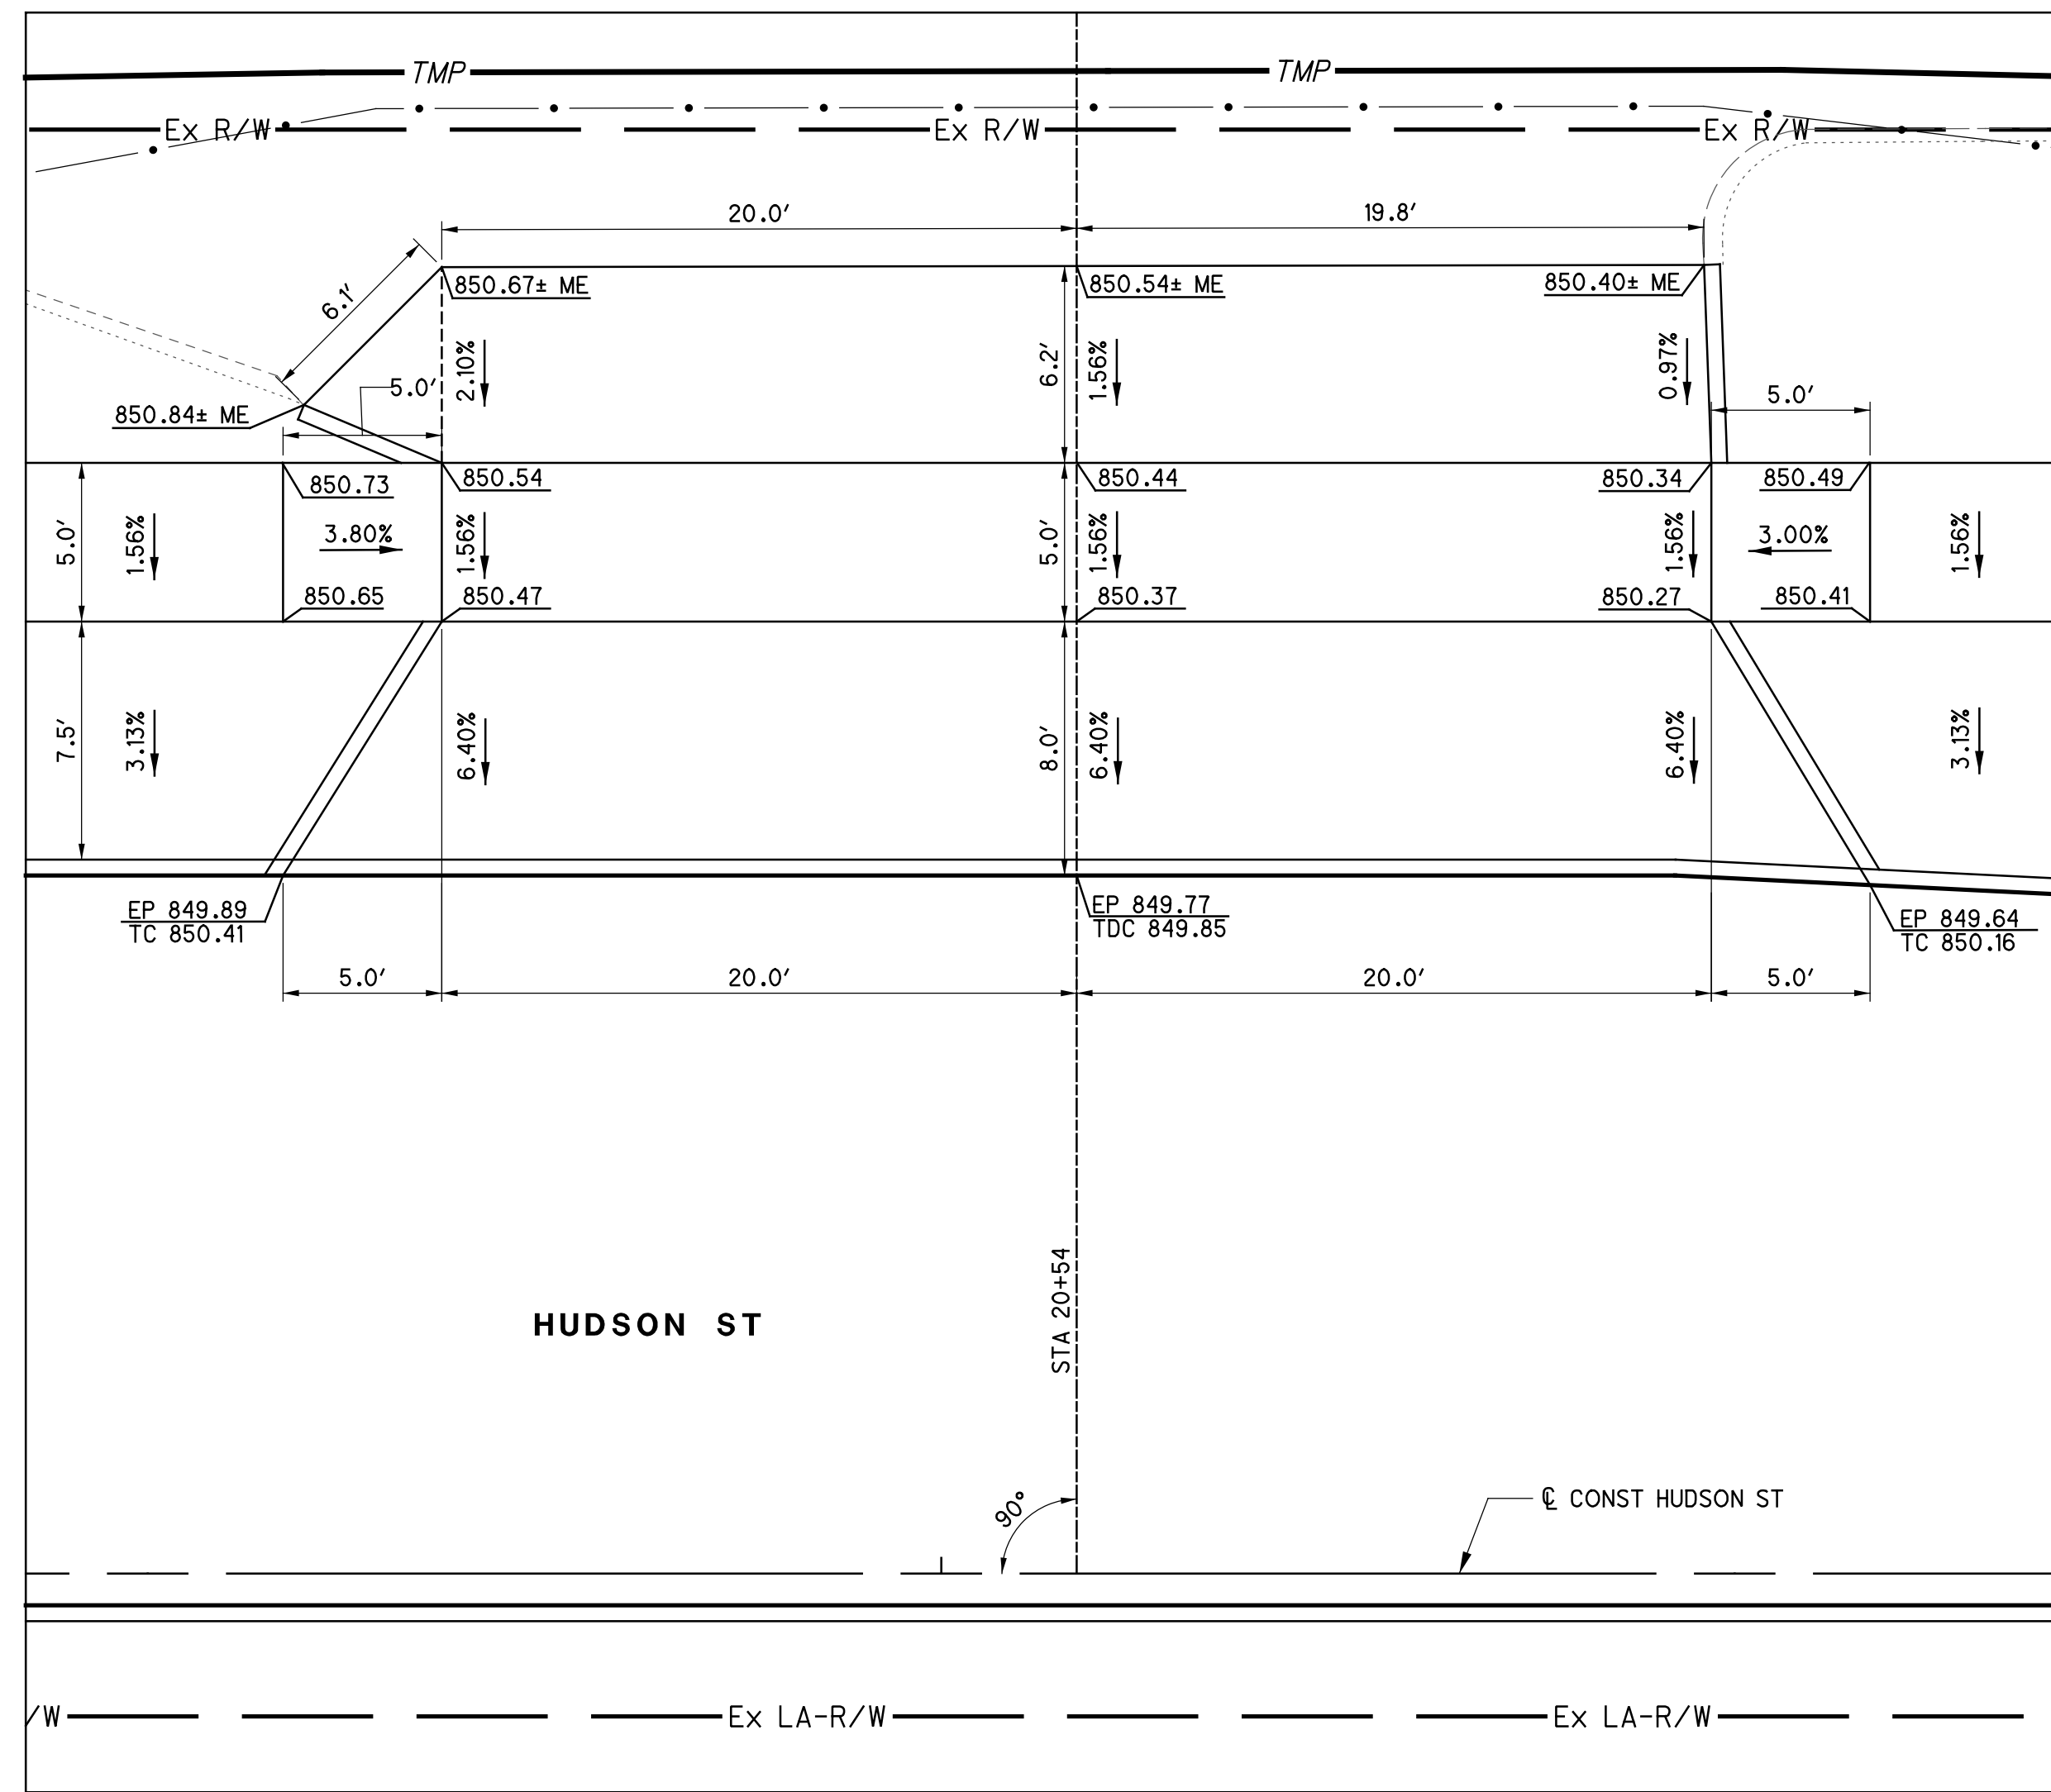 TMP TMP
Ex R/W Ex R/W Ex R/W
20.0' 19.8'
6.1'
850.67± ME 850.54± ME 850.40± ME
2.10% 6.2' 1.56% 0.97%
5.0' 5.0'
850.84± ME
850.73 850.54 850.44 850.34 850.49
5.0' 1.56% 3.80% 1.56% 5.0' 1.56% 1.56% 3.00% 1.56%
850.65 850.47 850.37 850.27 850.41
7.5' 3.13% 6.40% 8.0' 6.40% 6.40% 3.13%
EP 849.89
TC 850.41
EP 849.77
TDC 849.85
EP 849.64
TC 850.16
5.0' 20.0' 20.0' 5.0'
STA 20+54
HUDSON ST
90°
℄ CONST HUDSON ST
/W Ex LA-R/W Ex LA-R/W